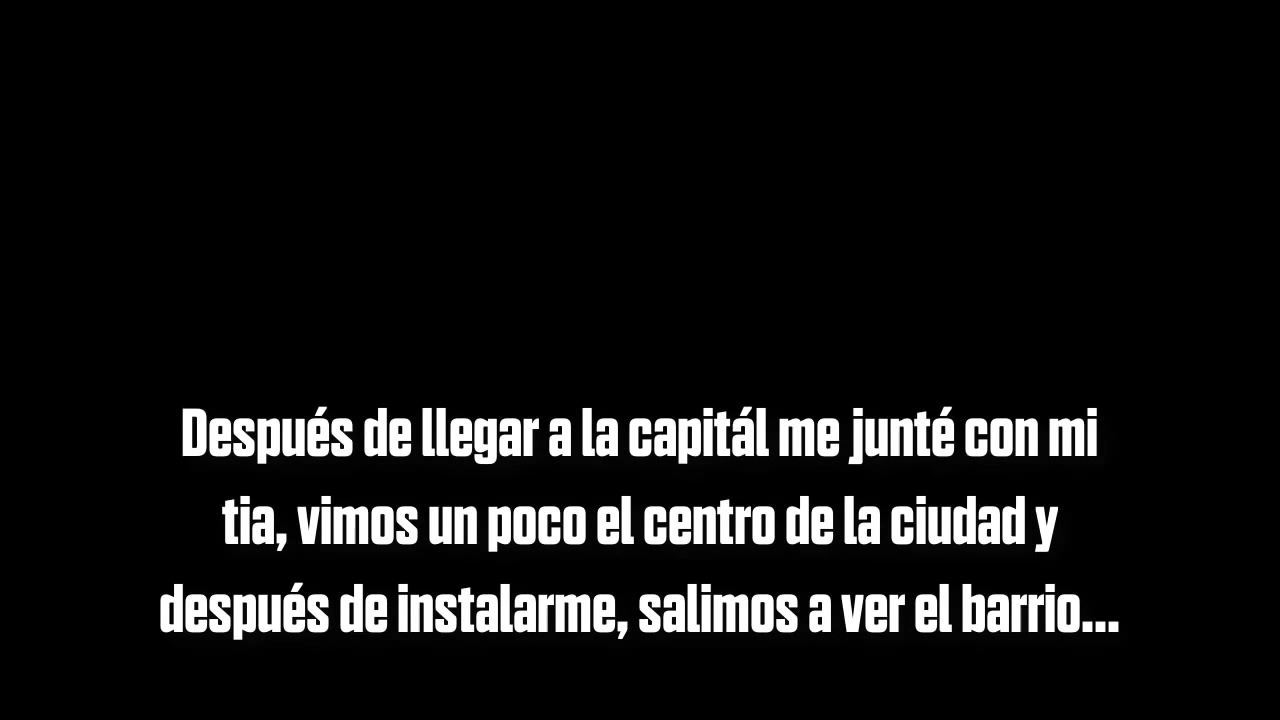 Después de llegar a la capitál me junté con mi
tia, vimos un poco el centro de la ciudad y
después de instalarme, salimos a ver el barrio...